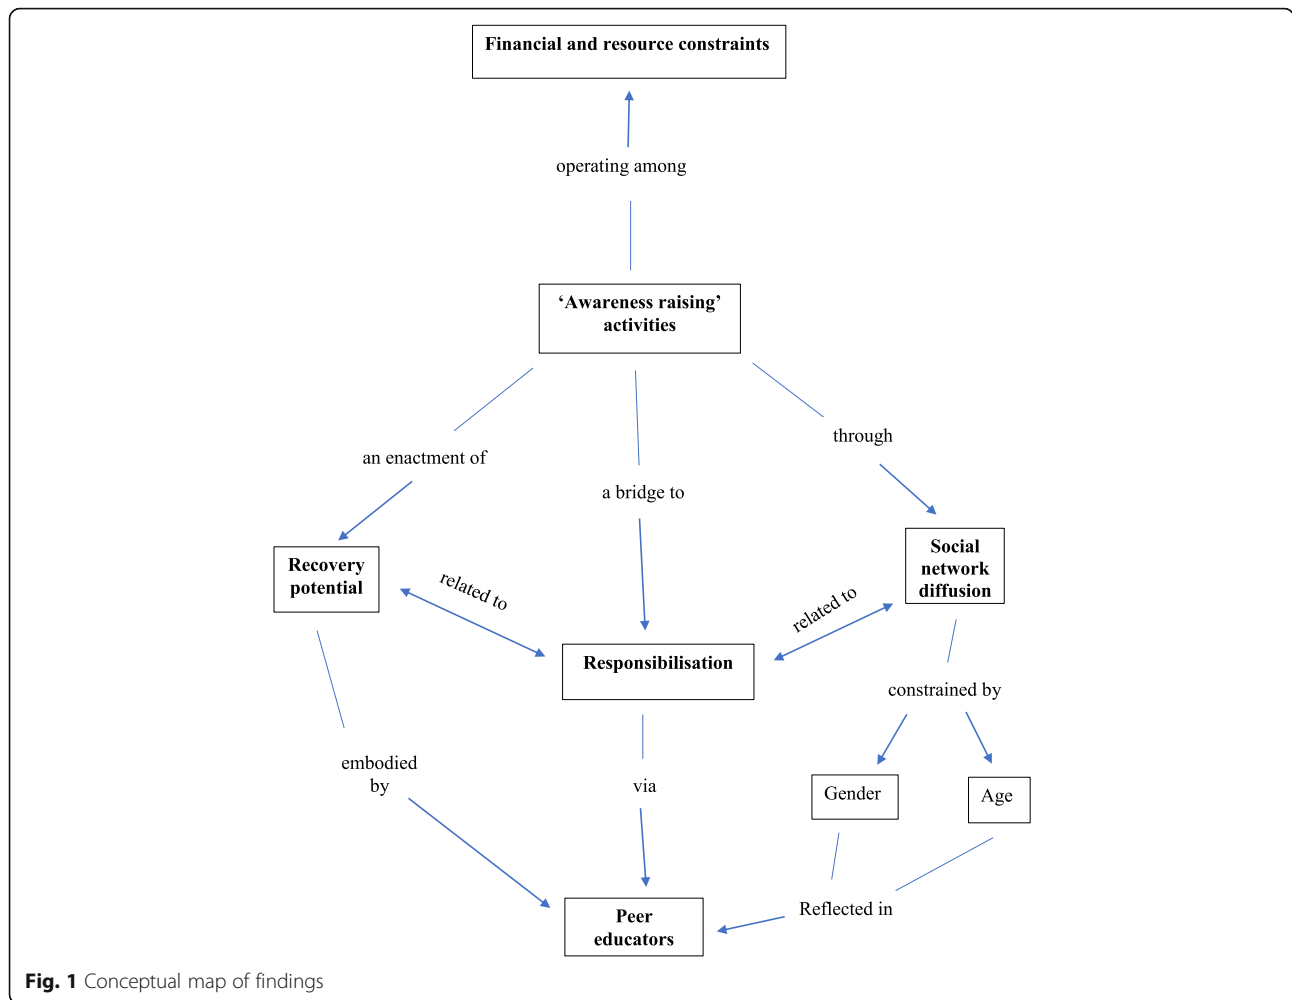 Financial and resource constraints
operating among
‘Awareness raising’
activities
through
an enactment of
a bridge to
Social
network
diffusion
Recovery
potential
related to
related to
Responsibilisation
constrained by
embodied
by
via
Gender
Age
Reflected in
Peer
educators
Fig. 1 Conceptual map of findings